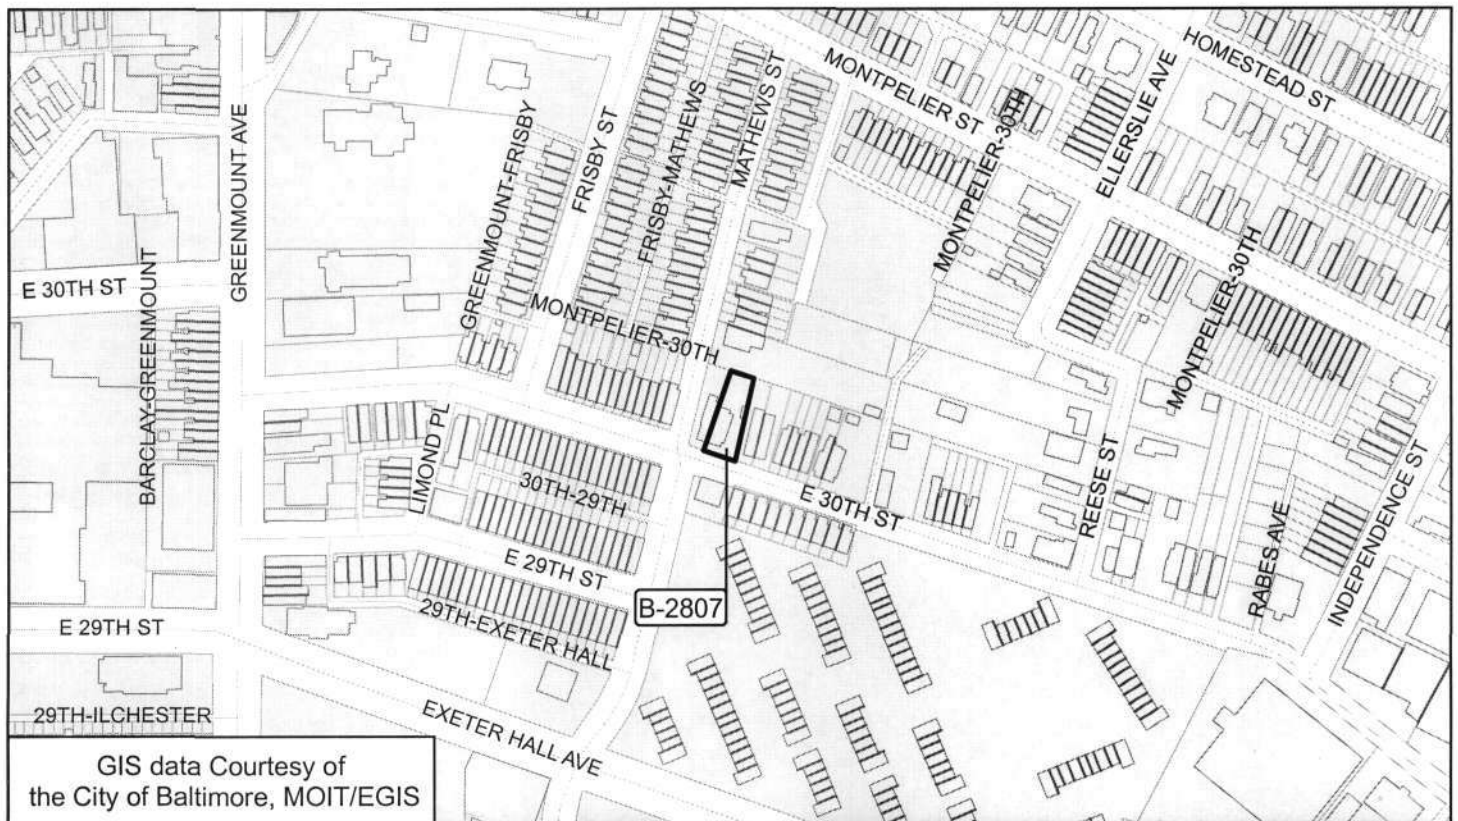 HOMESTEAD ST
MONTPELIER ST
ELLERSLIE AVE
MONTPELIER-30TH
MATHEWS ST
FRISBY-MATHEWS
FRISBY ST
GREENMOUNT-FRISBY
GREENMOUNT AVE
E 30TH ST
BARCLAY-GREENMOUNT
MONTPELIER-30TH
MONTPELIER-30TH
LIMOND PL
30TH-29TH
E 30TH ST
REESE ST
RABES AVE
INDEPENDENCE ST
E 29TH ST
B-2807
29TH-EXETER HALL
E 29TH ST
29TH-ILCHESTER
EXETER HALL AVE
GIS data Courtesy of
the City of Baltimore, MOIT/EGIS